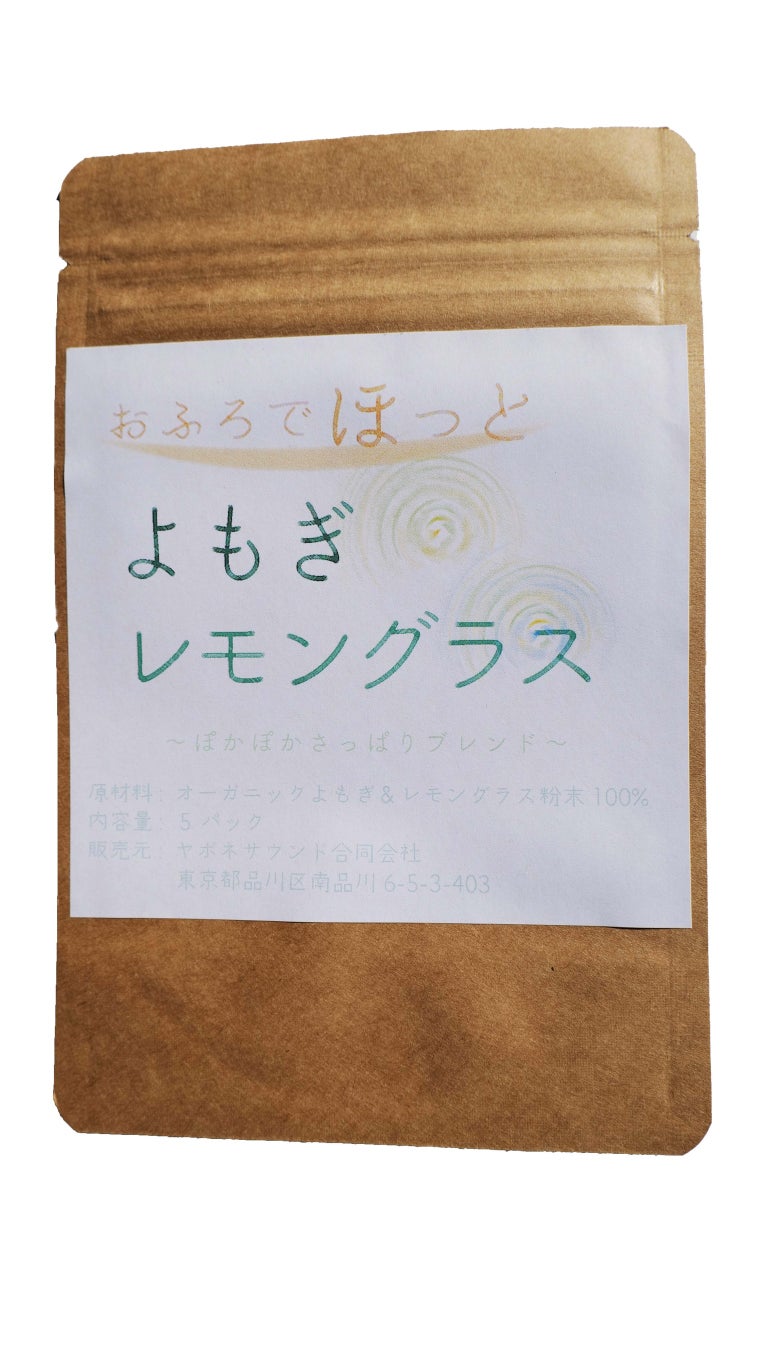 おふろでほっと
よもぎ
レモングラス
～ぽかぽかさっぱりブレンド～
原材料：オーガニックよもぎ＆レモングラス粉末100%
内容量：5パック
販売元：ヤポネサウンド合同会社
東京都品川区南品川6-5-3-403